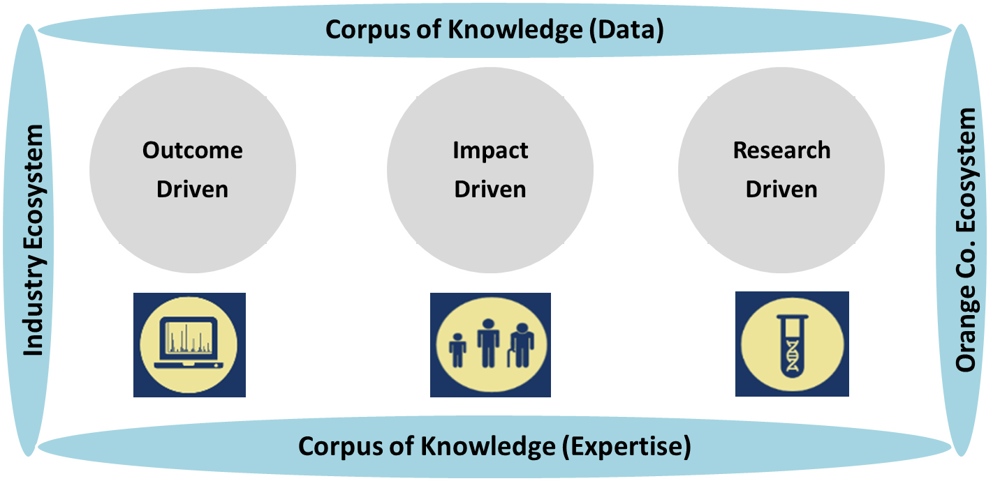 Corpus of Knowledge (Data)
Industry Ecosystem
Outcome
Driven
Impact
Driven
Research
Driven
Orange Co. Ecosystem
Corpus of Knowledge (Expertise)